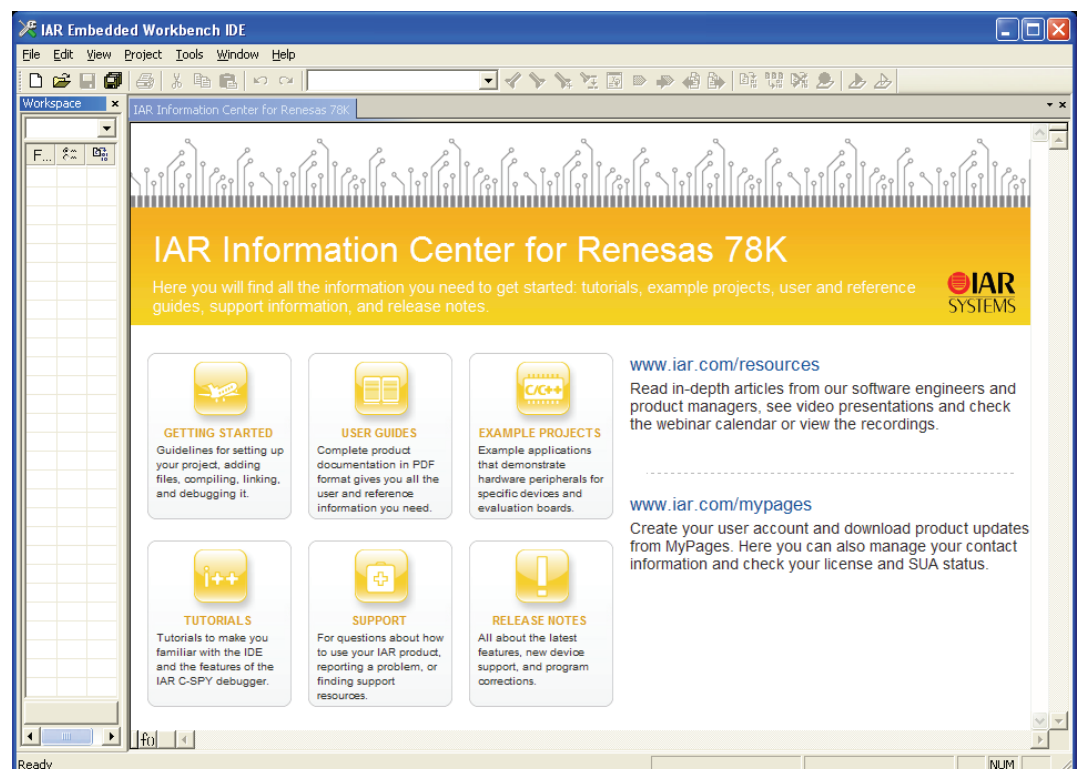 IAR Embedded Workbench IDE
File Edit View Project Tools Window Help
Workspace
IAR Information Center for Renesas 78K
F...
IAR Information Center for Renesas 78K
Here you will find all the information you need to get started: tutorials, example projects, user and reference
guides, support information, and release notes.
IAR
SYSTEMS
GETTING STARTED
Guidelines for setting up
your project, adding
files, compiling, linking,
and debugging it.
USER GUIDES
Complete product
documentation in PDF
format gives you all the
user and reference
information you need.
C/C++
EXAMPLE PROJECTS
Example applications
that demonstrate
hardware peripherals for
specific devices and
evaluation boards.
www.iar.com/resources
Read in-depth articles from our software engineers and
product managers, see video presentations and check
the webinar calendar or view the recordings.
i++
TUTORIALS
Tutorials to make you
familiar with the IDE
and the features of the
IAR C-SPY debugger.
SUPPORT
For questions about how
to use your IAR product,
reporting a problem, or
finding support
resources.
RELEASE NOTES
All about the latest
features, new device
support, and program
corrections.
www.iar.com/mypages
Create your user account and download product updates
from MyPages. Here you can also manage your contact
information and check your license and SUA status.
f()
Ready
NUM